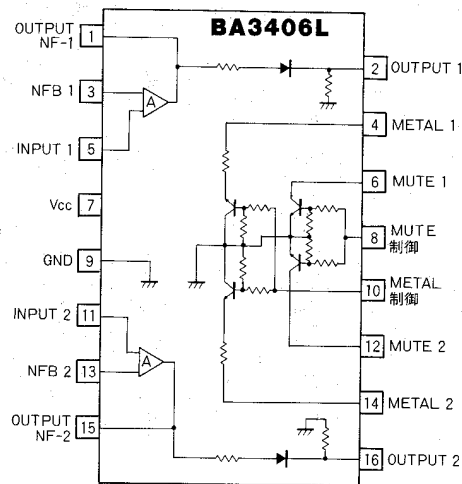 BA3406L
OUTPUT
NF-1
1
2
OUTPUT 1
NFB 1
3
A
4
METAL 1
INPUT 1
5
6
MUTE 1
Vcc
7
8
MUTE
制御
GND
9
10
METAL
制御
INPUT 2
11
12
MUTE 2
NFB 2
13
A
14
METAL 2
OUTPUT
NF-2
15
16
OUTPUT 2